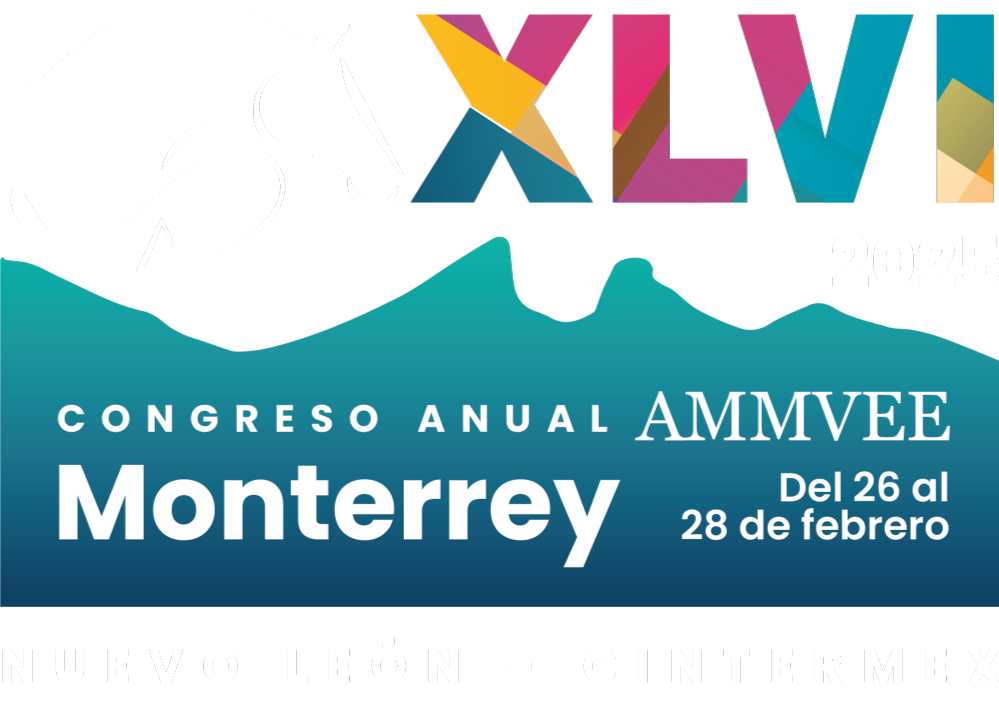 XLVI
2025
CONGRESO ANUAL AMMVEE
Monterrey
Del 26 al
28 de febrero
NUEVO LEÓN - CINTERMEX